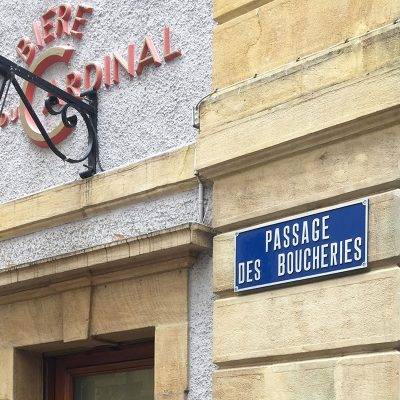 BIERE
CARDINAL
PASSAGE
DES BOUCHERIES